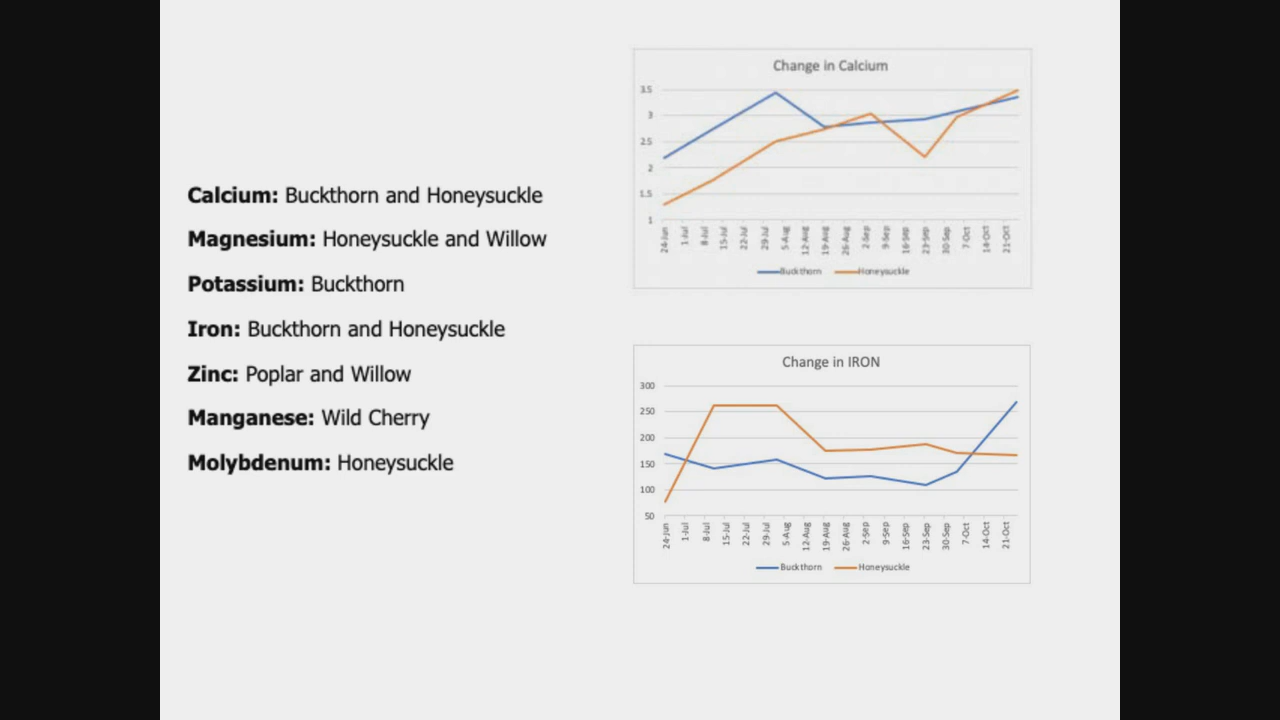 Calcium: Buckthorn and Honeysuckle
Magnesium: Honeysuckle and Willow
Potassium: Buckthorn
Iron: Buckthorn and Honeysuckle
Zinc: Poplar and Willow
Manganese: Wild Cherry
Molybdenum: Honeysuckle
Change in Calcium
3.5
3
2.5
2
1.5
1
24-Jun 1-Jul 8-Jul 15-Jul 22-Jul 29-Jul 5-Aug 12-Aug 19-Aug 26-Aug 2-Sep 9-Sep 16-Sep 23-Sep 30-Sep 7-Oct 14-Oct 21-Oct
Buckthorn Honeysuckle
Change in IRON
300
250
200
150
100
50
24-Jun 1-Jul 8-Jul 15-Jul 22-Jul 29-Jul 5-Aug 12-Aug 19-Aug 26-Aug 2-Sep 9-Sep 16-Sep 23-Sep 30-Sep 7-Oct 14-Oct 21-Oct
Buckthorn Honeysuckle